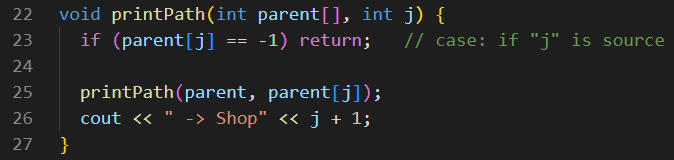 22 void printPath(int parent[], int j) {
23   if (parent[j] == -1) return;   // case: if "j" is source
24
25   printPath(parent, parent[j]);
26   cout << " -> Shop" << j + 1;
27 }